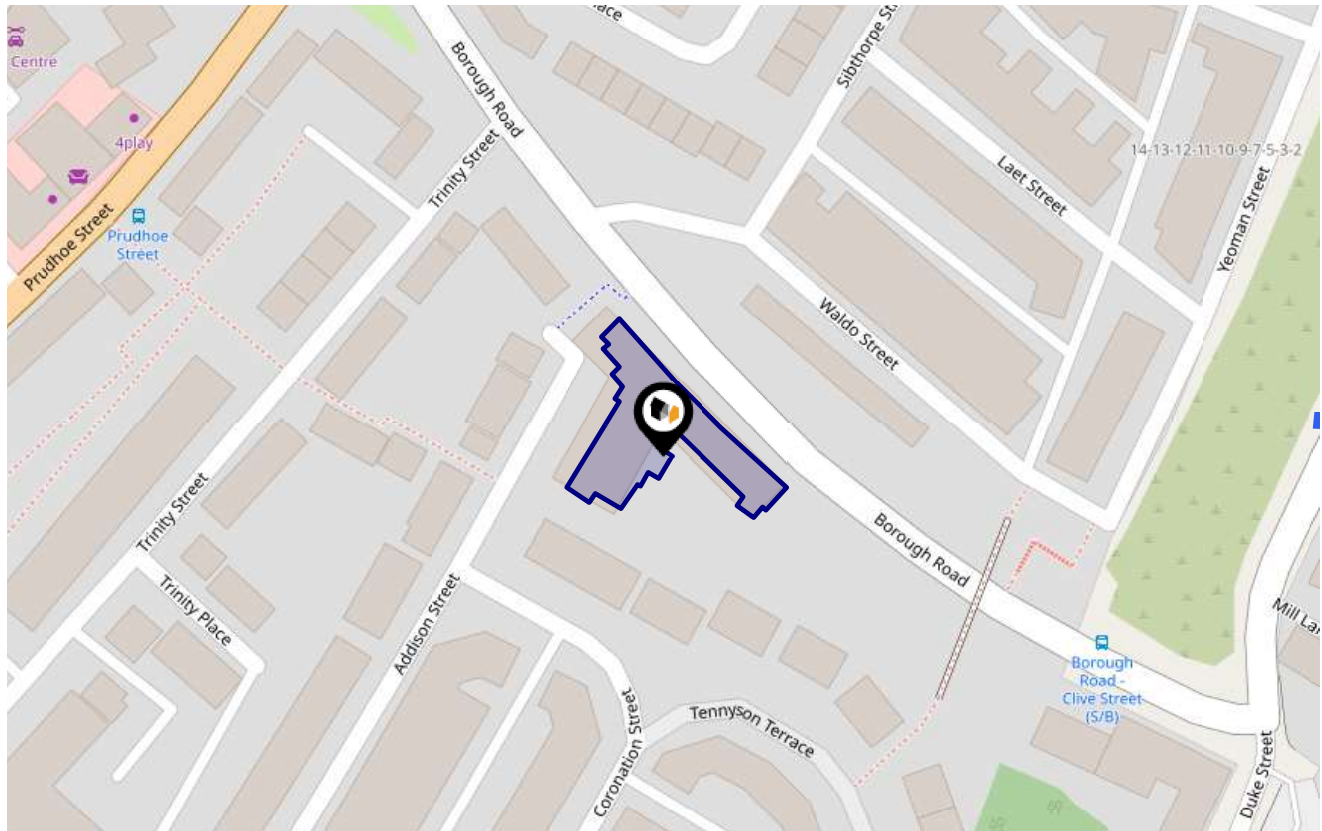 Centre
4play
Prudhoe
Street
Prudhoe Street
Borough Road
Trinity Street
Sibthorpe
Laet Street
14-13-12-11-10-9-7-5-3-2
Yeoman Street
Waldo Street
Trinity Street
Trinity Place
Addison Street
Borough Road
Coronation Street
Tennyson Terrace
Borough
Road -
Clive Street
(S/B)
Mill
Duke Street